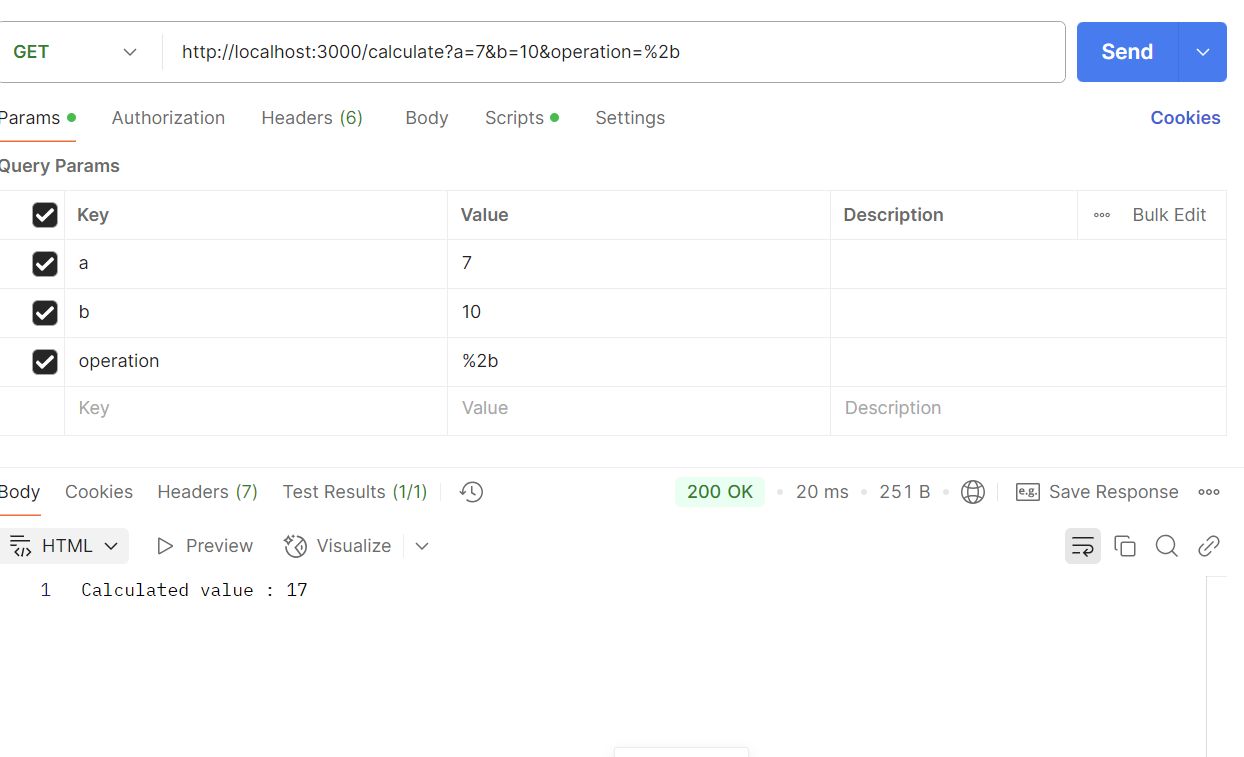 GET http://localhost:3000/calculate?a=7&b=10&operation=%2b Send
Params Authorization Headers (6) Body Scripts Settings Cookies
Query Params
Key Value Description Bulk Edit
a 7
b 10
operation %2b
Key Value Description
Body Cookies Headers (7) Test Results (1/1) 200 OK 20 ms 251 B e.g. Save Response
HTML Preview Visualize
1 Calculated value : 17